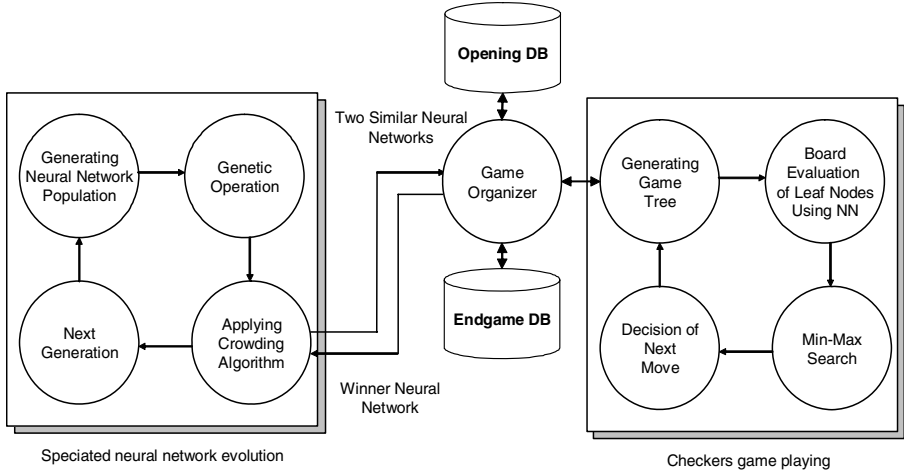 Opening DB
Two Similar Neural
Networks
Generating
Neural Network
Population
Genetic
Operation
Game
Organizer
Generating
Game
Tree
Board
Evaluation
of Leaf Nodes
Using NN
Next
Generation
Applying
Crowding
Algorithm
Endgame DB
Decision of
Next
Move
Min-Max
Search
Winner Neural
Network
Speciated neural network evolution
Checkers game playing